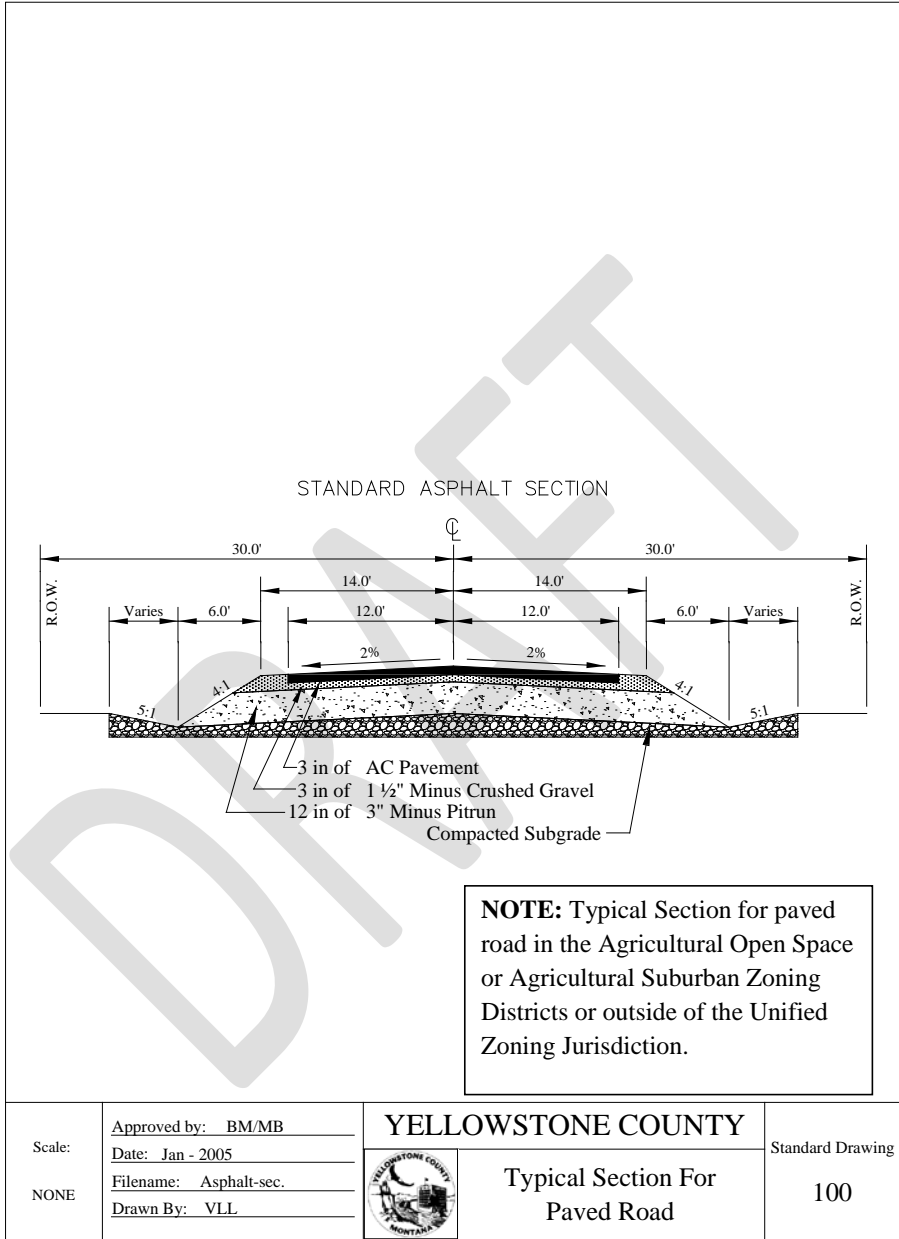 STANDARD ASPHALT SECTION
℄
30.0' 30.0'
R.O.W. R.O.W.
14.0' 14.0'
Varies 6.0' 12.0' 12.0' 6.0' Varies
2% 2%
4:1 4:1
5:1 5:1
3 in of AC Pavement
3 in of 1 ½" Minus Crushed Gravel
12 in of 3" Minus Pitrun
Compacted Subgrade
DRAFT
NOTE: Typical Section for paved
road in the Agricultural Open Space
or Agricultural Suburban Zoning
Districts or outside of the Unified
Zoning Jurisdiction.
Scale:
NONE
Approved by: BM/MB
Date: Jan - 2005
Filename: Asphalt-sec.
Drawn By: VLL
YELLOWSTONE COUNTY
YELLOWSTONE COUNTY
MONTANA
Typical Section For
Paved Road
Standard Drawing
100